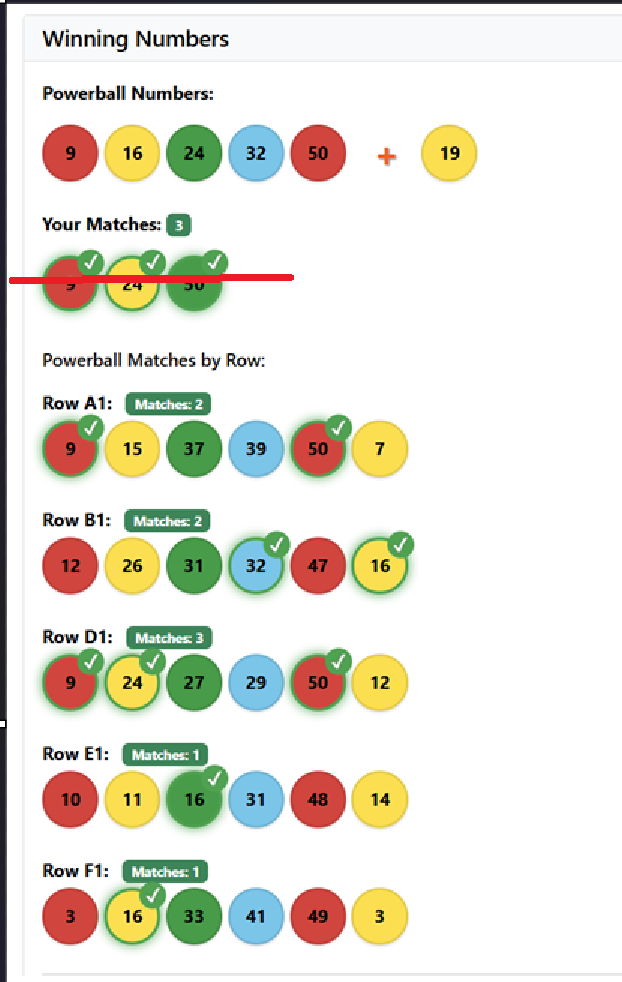 Winning Numbers
Powerball Numbers:
9 16 24 32 50 + 19
Your Matches: 3
9 24 50
Powerball Matches by Row:
Row A1: Matches: 2
9 15 37 39 50 7
Row B1: Matches: 2
12 26 31 32 47 16
Row D1: Matches: 3
9 24 27 29 50 12
Row E1: Matches: 1
10 11 16 31 48 14
Row F1: Matches: 1
3 16 33 41 49 3